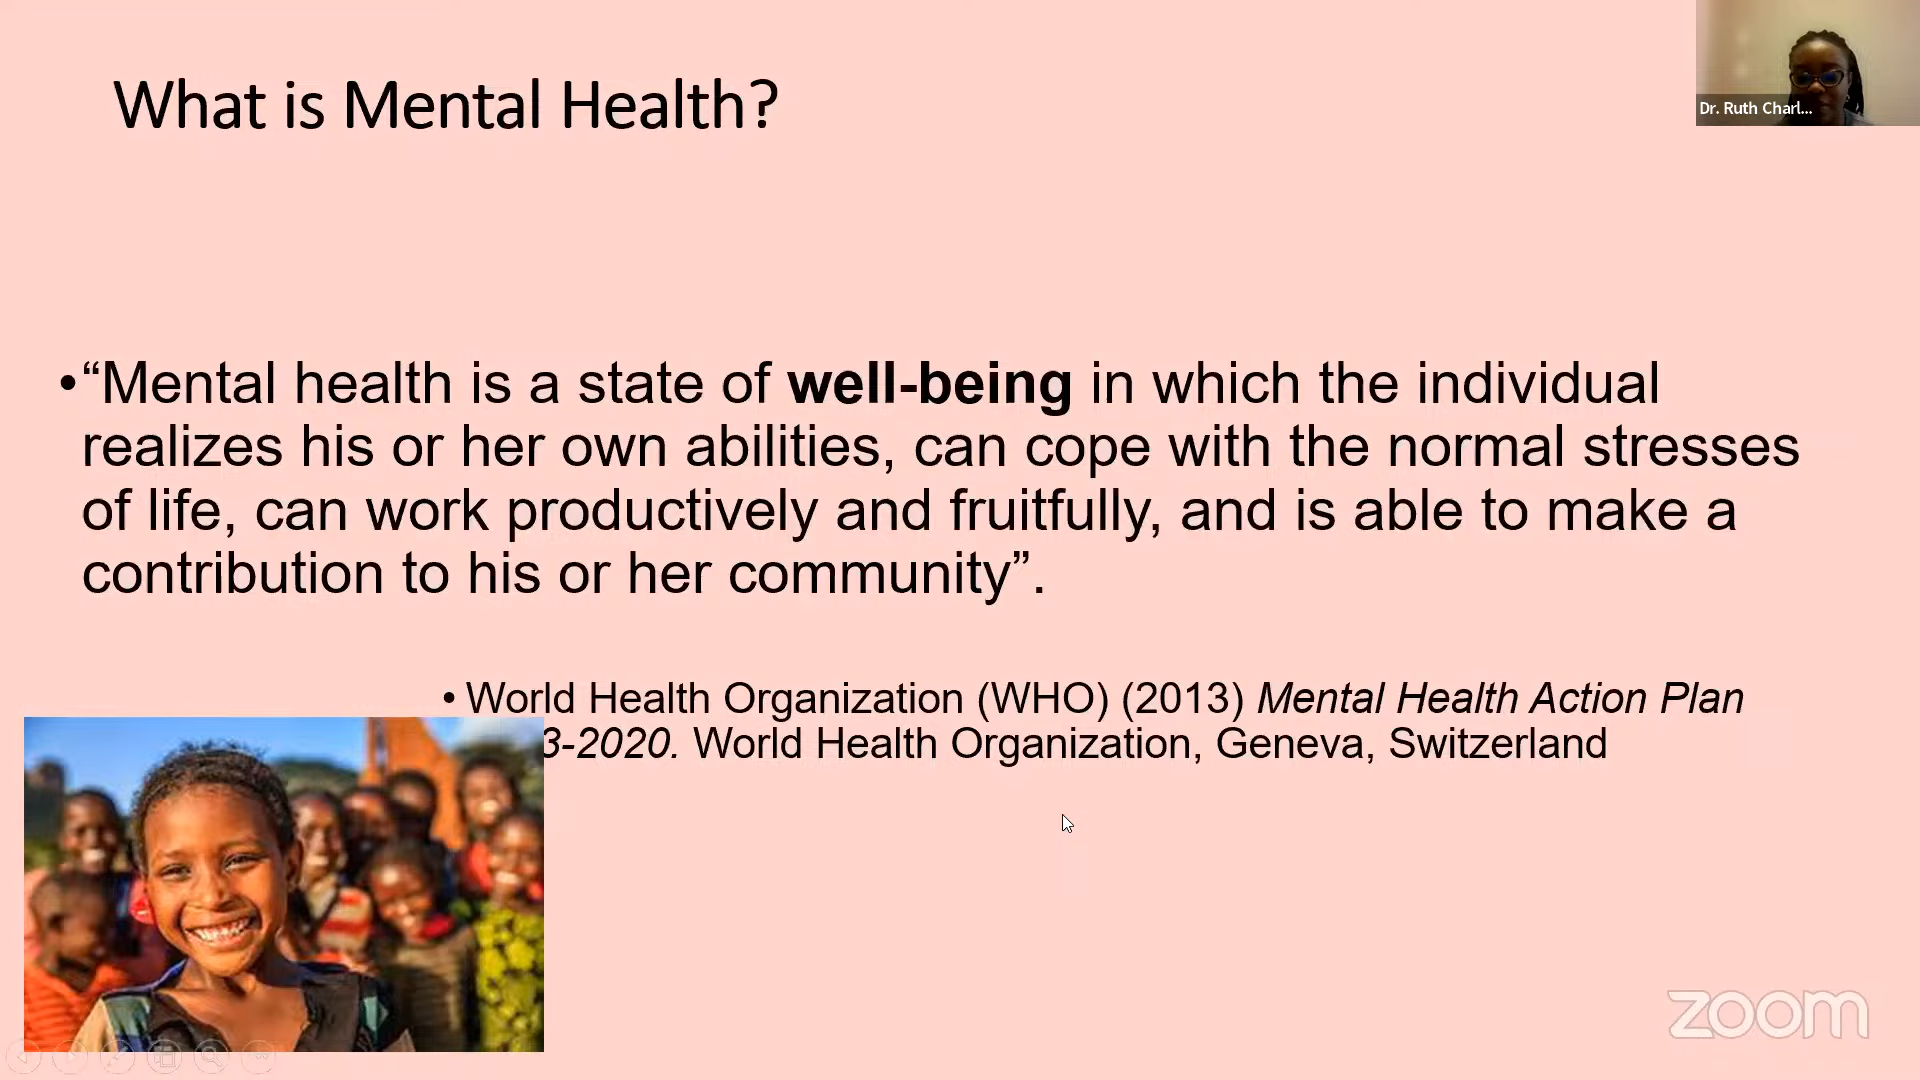 What is Mental Health?
Dr. Ruth Charl...
•“Mental health is a state of well-being in which the individual
realizes his or her own abilities, can cope with the normal stresses
of life, can work productively and fruitfully, and is able to make a
contribution to his or her community”.
• World Health Organization (WHO) (2013) Mental Health Action Plan
3-2020. World Health Organization, Geneva, Switzerland
zoom